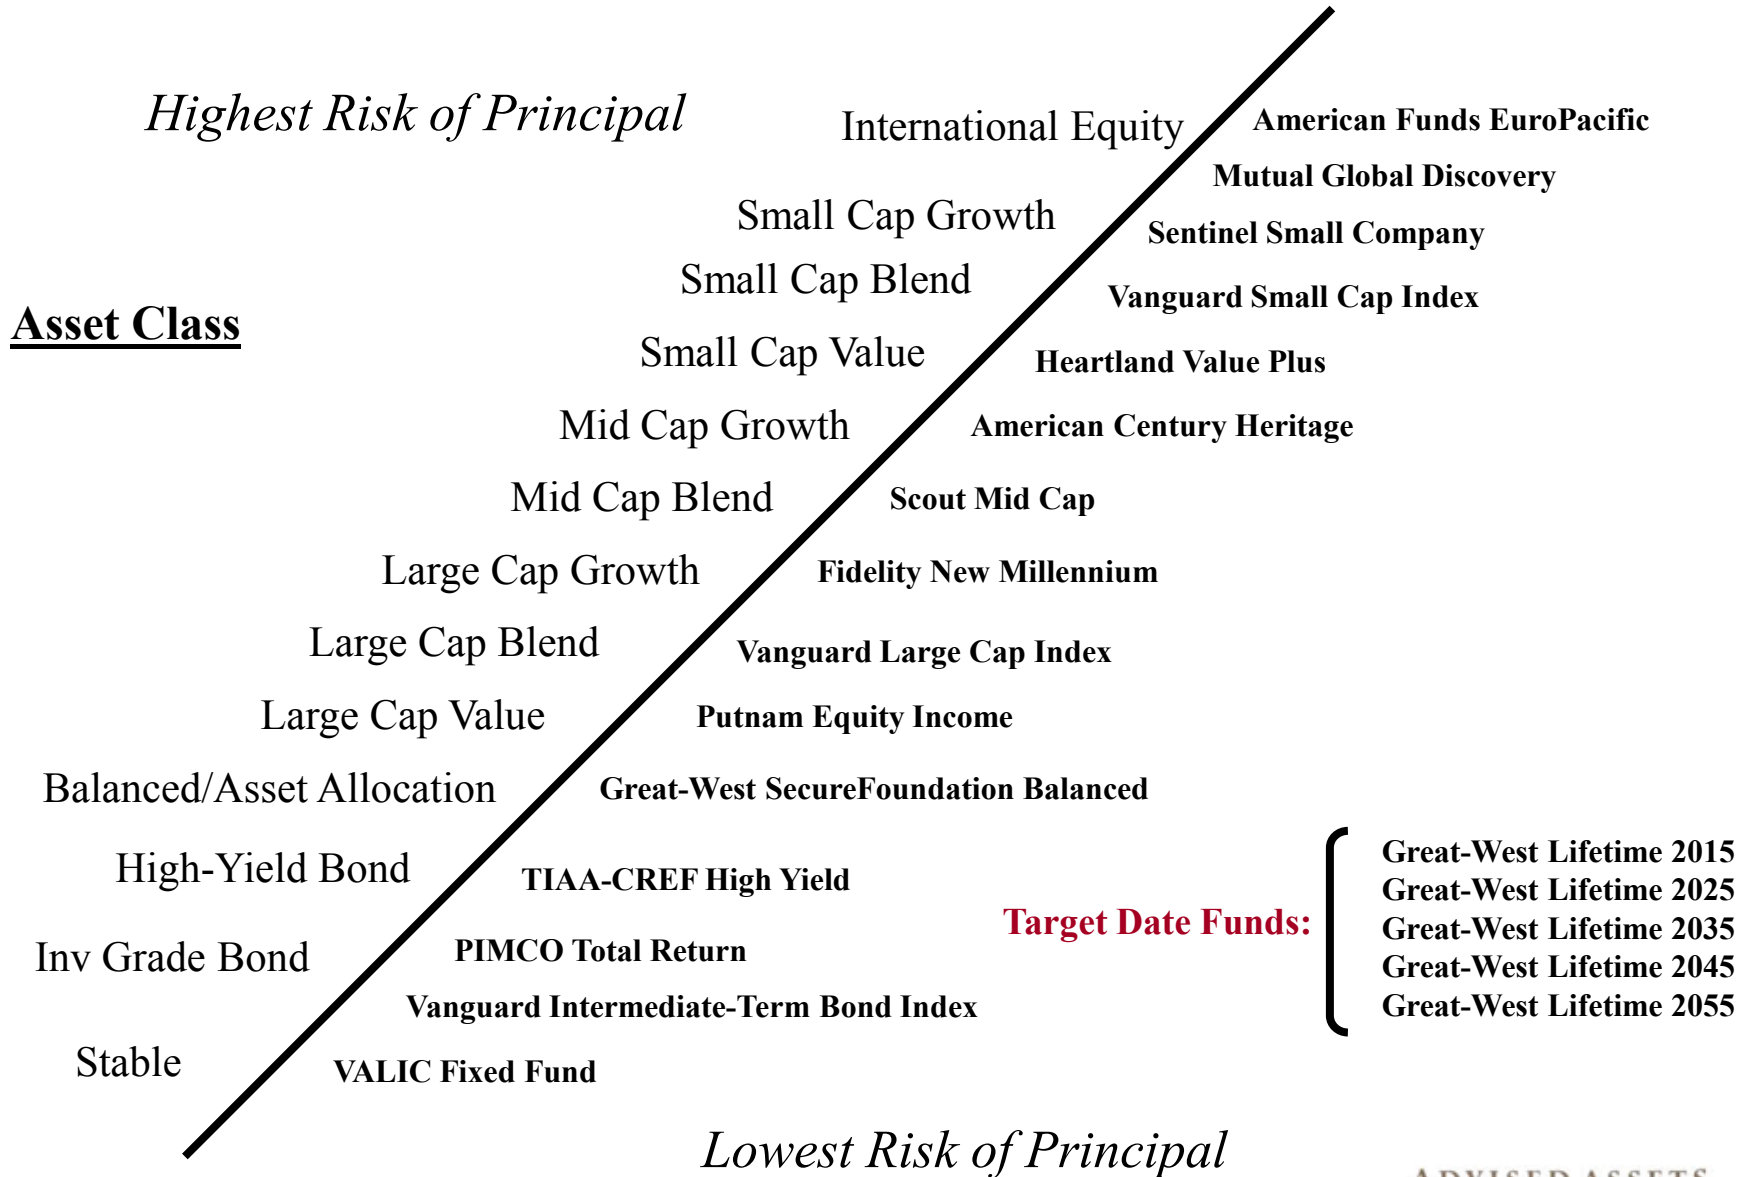 Highest Risk of Principal
International Equity
American Funds EuroPacific
Mutual Global Discovery
Small Cap Growth
Sentinel Small Company
Small Cap Blend
Vanguard Small Cap Index
Asset Class
Small Cap Value
Heartland Value Plus
Mid Cap Growth
American Century Heritage
Mid Cap Blend
Scout Mid Cap
Large Cap Growth
Fidelity New Millennium
Large Cap Blend
Vanguard Large Cap Index
Large Cap Value
Putnam Equity Income
Balanced/Asset Allocation
Great-West SecureFoundation Balanced
High-Yield Bond
TIAA-CREF High Yield
Inv Grade Bond
PIMCO Total Return
Vanguard Intermediate-Term Bond Index
Stable
VALIC Fixed Fund
Target Date Funds:
Great-West Lifetime 2015
Great-West Lifetime 2025
Great-West Lifetime 2035
Great-West Lifetime 2045
Great-West Lifetime 2055
Lowest Risk of Principal
ADVISED ASSETS